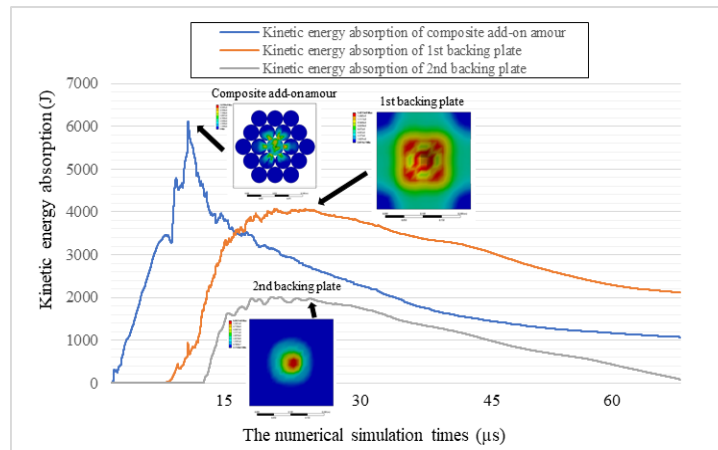 Kinetic energy absorption of composite add-on amour
Kinetic energy absorption of 1st backing plate
Kinetic energy absorption of 2nd backing plate
7000
6000
5000
4000
3000
2000
1000
0
Kinetic energy absorption (J)
Composite add-on amour
1st backing plate
2nd backing plate
15
30
45
60
The numerical simulation times (µs)